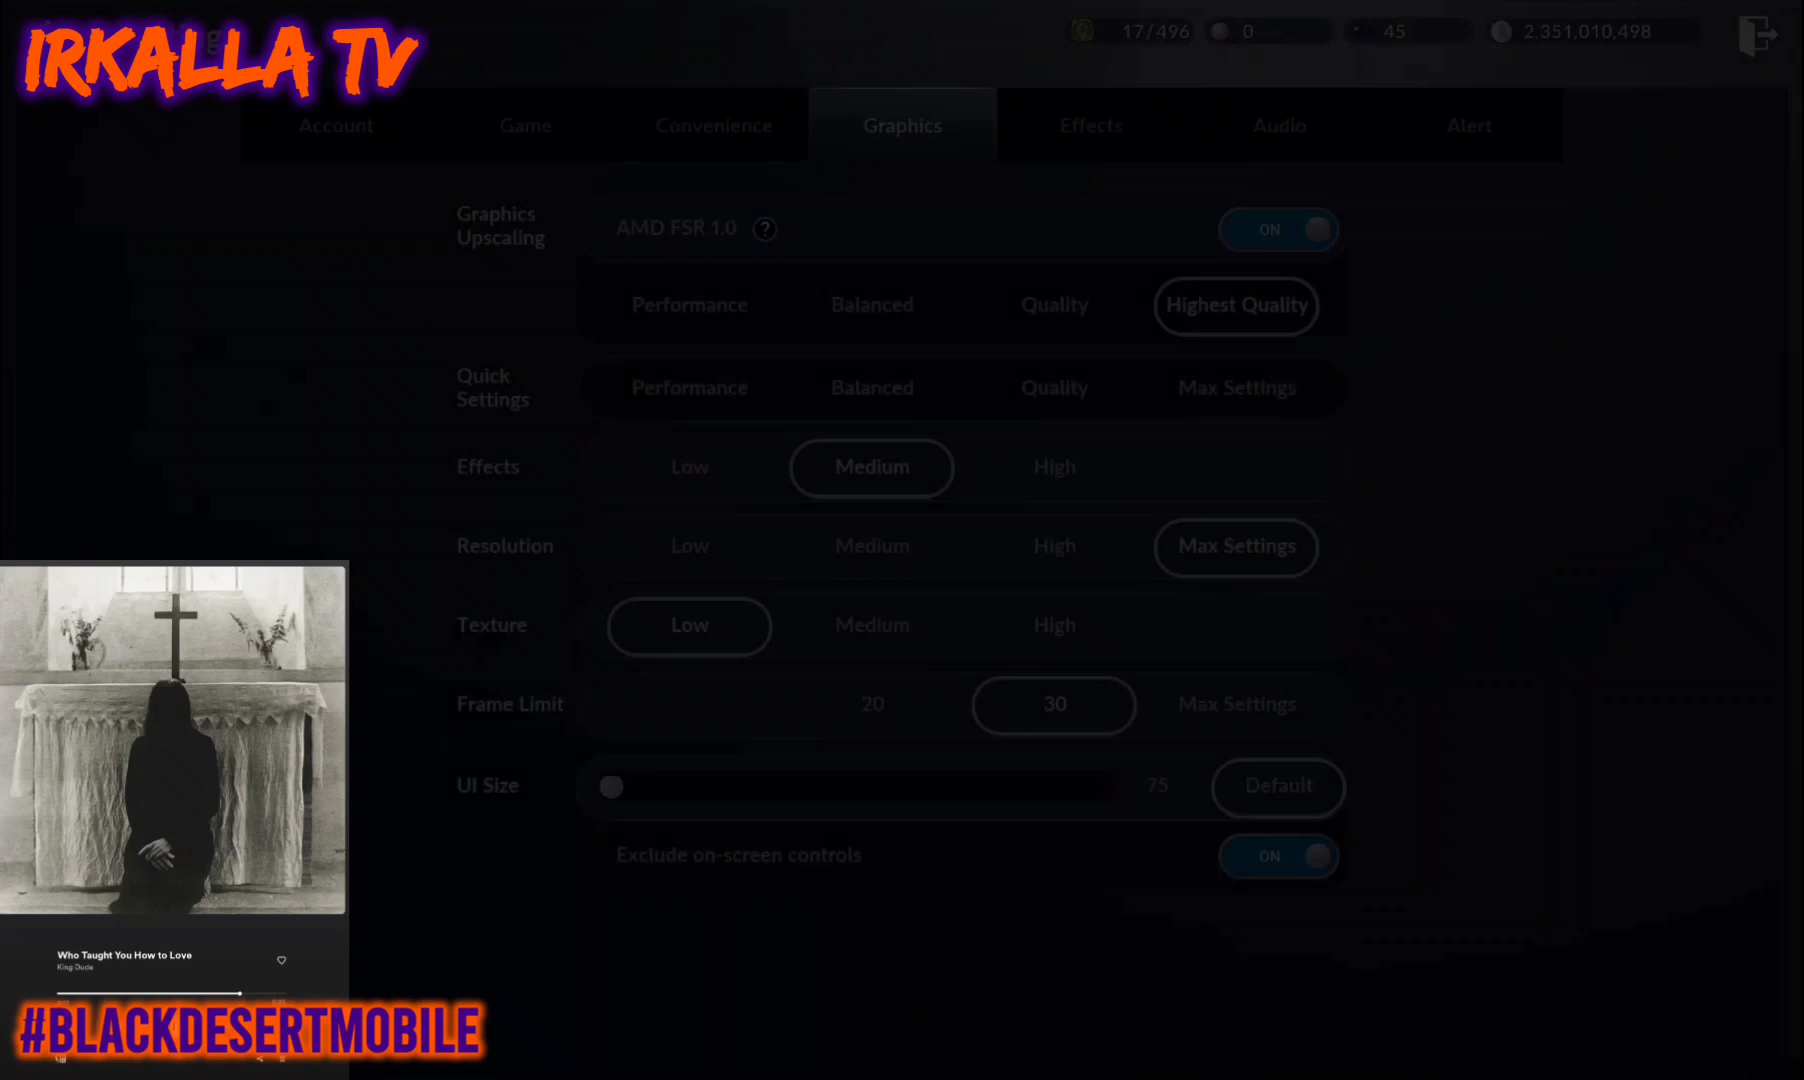 IRKALLA TV
17/496 0 45 2,351,010,498
Account Game Convenience Graphics Effects Audio Alert
Graphics Upscaling
AMD FSR 1.0 ? ON
Performance Balanced Quality Highest Quality
Quick Settings
Performance Balanced Quality Max Settings
Effects Low Medium High
Resolution Low Medium High Max Settings
Texture Low Medium High
Frame Limit 20 30 Max Settings
UI Size 75 Default
Exclude on-screen controls ON
Who Taught You How to Love
King Dude
#BLACKDESERTMOBILE